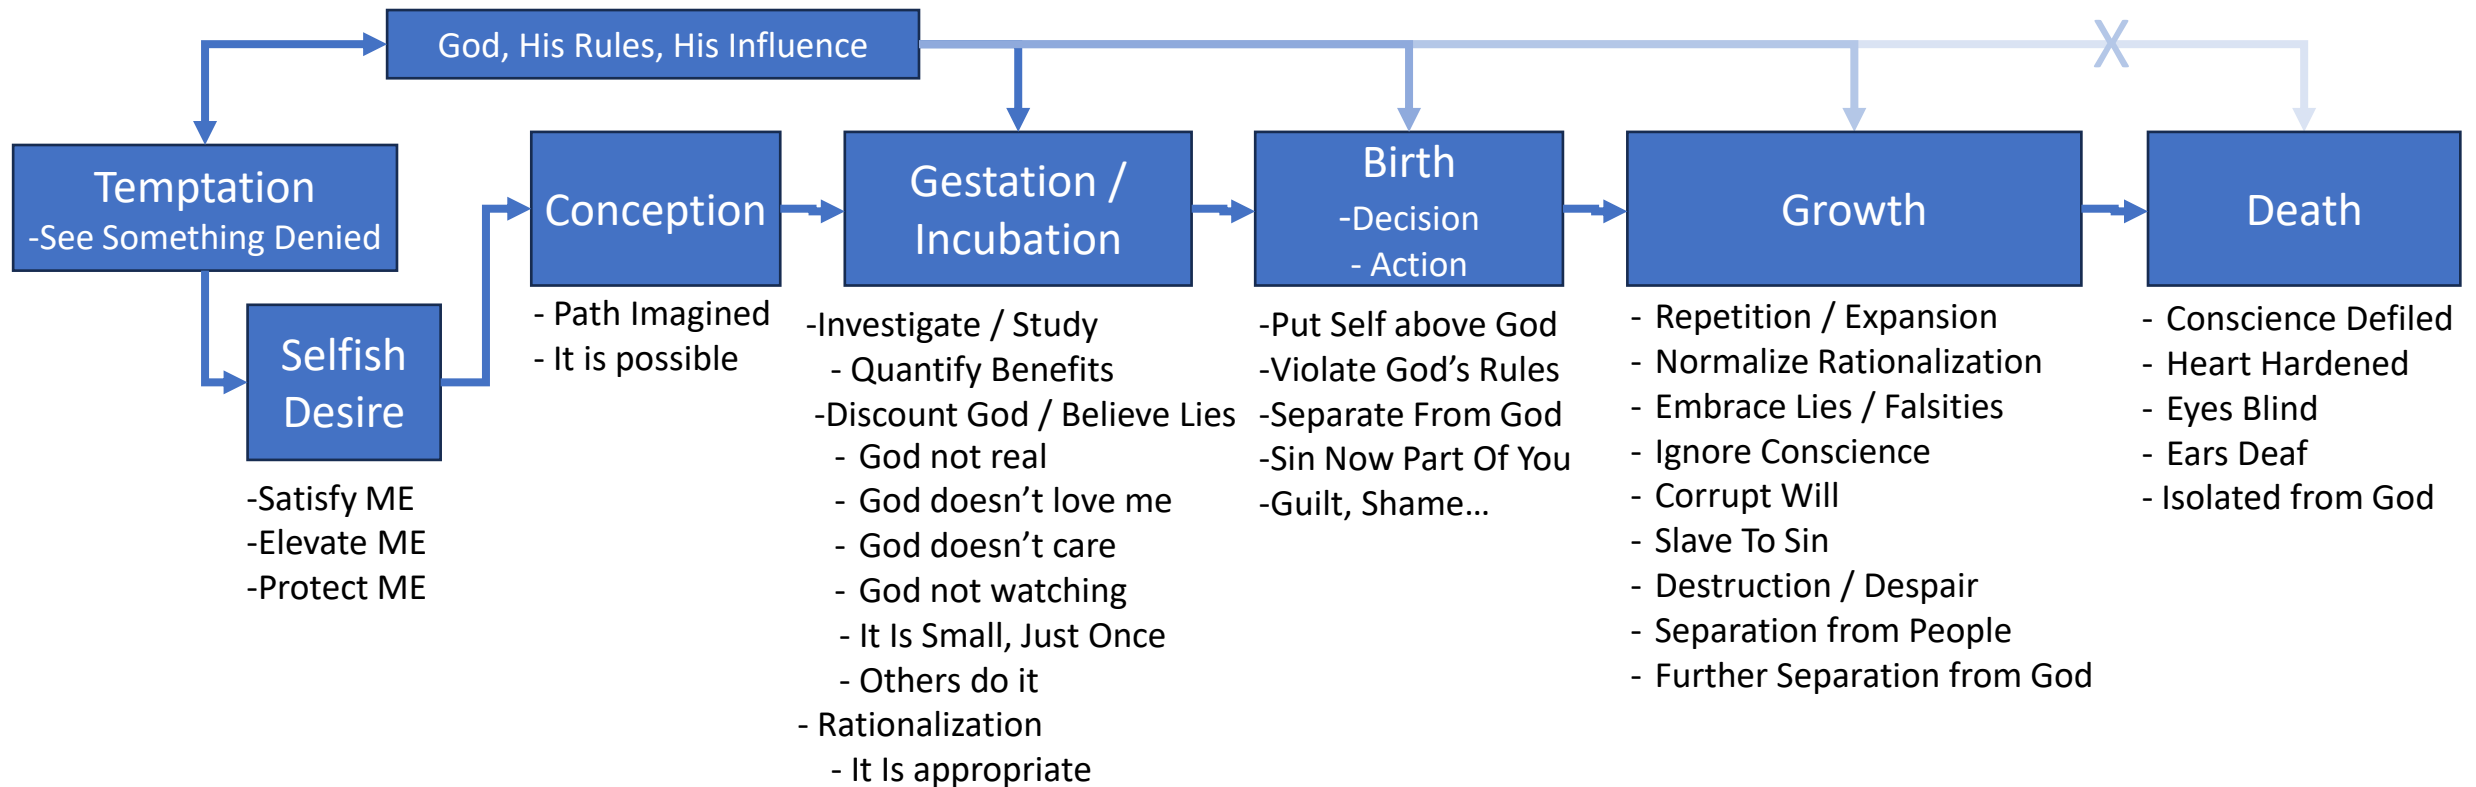 God, His Rules, His Influence
X
Temptation
-See Something Denied
Selfish
Desire
-Satisfy ME
-Elevate ME
-Protect ME
Conception
- Path Imagined
- It is possible
Gestation /
Incubation
-Investigate / Study
- Quantify Benefits
-Discount God / Believe Lies
- God not real
- God doesn’t love me
- God doesn’t care
- God not watching
- It Is Small, Just Once
- Others do it
- Rationalization
- It Is appropriate
Birth
-Decision
- Action
-Put Self above God
-Violate God’s Rules
-Separate From God
-Sin Now Part Of You
-Guilt, Shame…
Growth
- Repetition / Expansion
- Normalize Rationalization
- Embrace Lies / Falsities
- Ignore Conscience
- Corrupt Will
- Slave To Sin
- Destruction / Despair
- Separation from People
- Further Separation from God
Death
- Conscience Defiled
- Heart Hardened
- Eyes Blind
- Ears Deaf
- Isolated from God